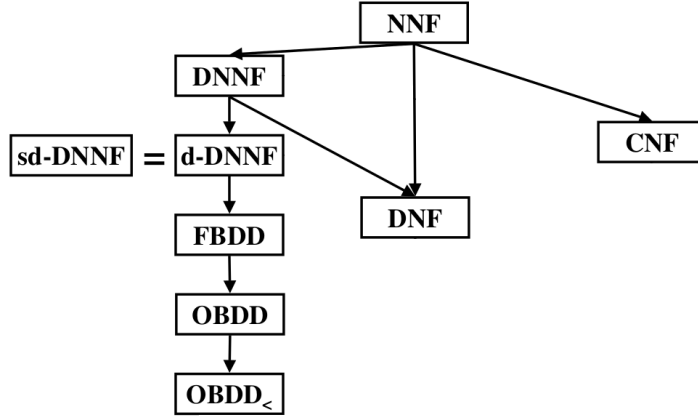 NNF
DNNF
sd-DNNF = d-DNNF
CNF
DNF
FBDD
OBDD
OBDD<